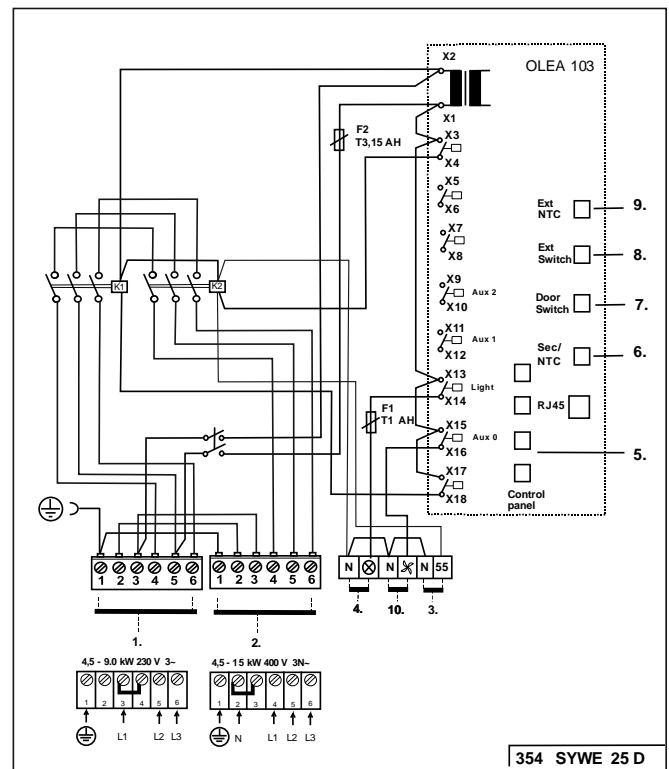 X2
OLEA 103
X1
F2
T3,15 AH
X3
X4
X5
X6
Ext
NTC
9.
X7
X8
Ext
Switch
8.
K1
K2
X9
Aux 2
X10
Door
Switch
7.
X11
Aux 1
X12
Sec/
NTC
6.
X13
Light
X14
F1
T1 AH
RJ45
X15
Aux 0
X16
5.
X17
X18
Control
panel
1 2 3 4 5 6
1 2 3 4 5 6
N N N 55
4. 10. 3.
1. 2.
4,5 - 9.0 kW 230 V 3~
4,5 - 15 kW 400 V 3N~
1 2 3 4 5 6
1 2 3 4 5 6
L1 L2 L3
N L1 L2 L3
354 SYWE 25 D